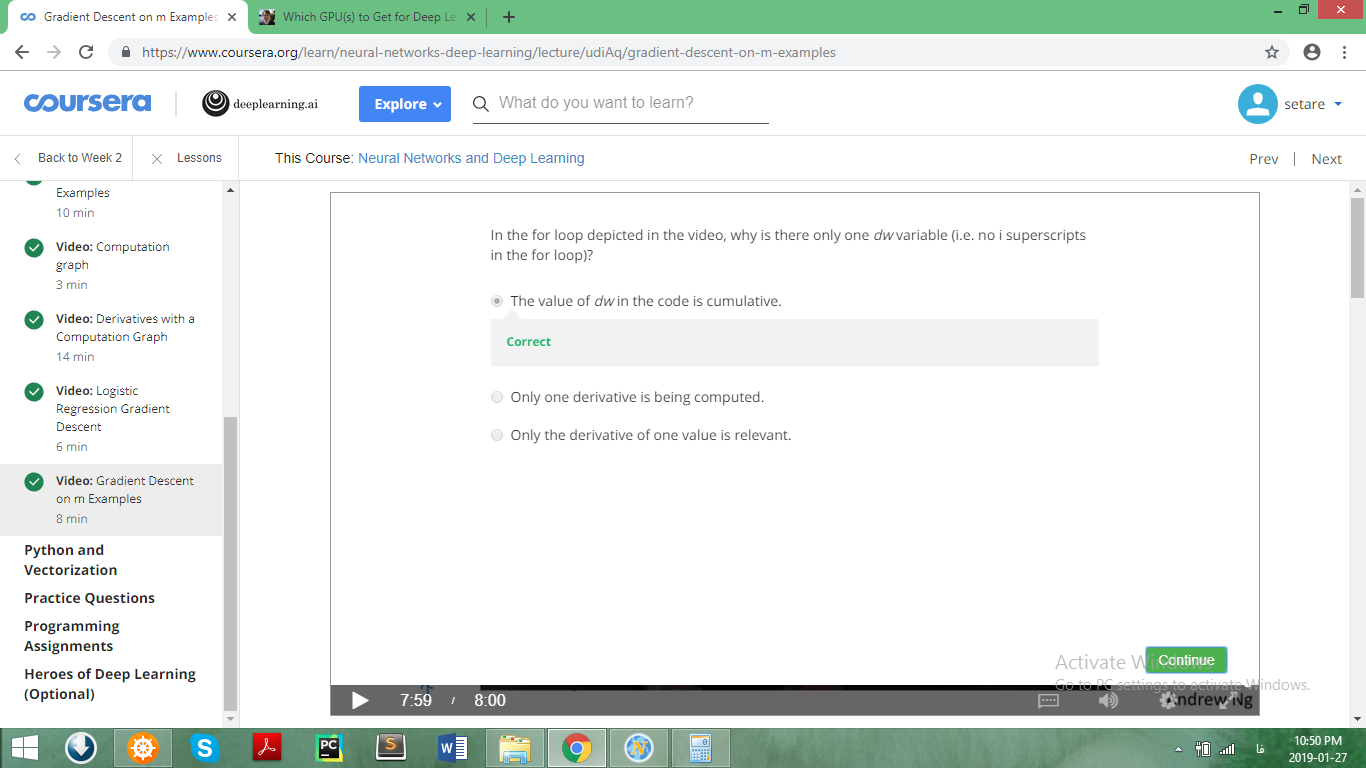 Gradient Descent on m Examples
Which GPU(s) to Get for Deep Le
https://www.coursera.org/learn/neural-networks-deep-learning/lecture/udiAq/gradient-descent-on-m-examples
coursera
deeplearning.ai
Explore
What do you want to learn?
setare
Back to Week 2
Lessons
This Course: Neural Networks and Deep Learning
Prev | Next
Examples
10 min
Video: Computation
graph
3 min
Video: Derivatives with a
Computation Graph
14 min
Video: Logistic
Regression Gradient
Descent
6 min
Video: Gradient Descent
on m Examples
8 min
Python and
Vectorization
Practice Questions
Programming
Assignments
Heroes of Deep Learning
(Optional)
In the for loop depicted in the video, why is there only one dw variable (i.e. no i superscripts
in the for loop)?
The value of dw in the code is cumulative.
Correct
Only one derivative is being computed.
Only the derivative of one value is relevant.
Continue
Activate Windows
Go to PC settings to activate Windows.
7:59 / 8:00
Andrew Ng
PC
S
W
فا
10:50 PM
2019-01-27